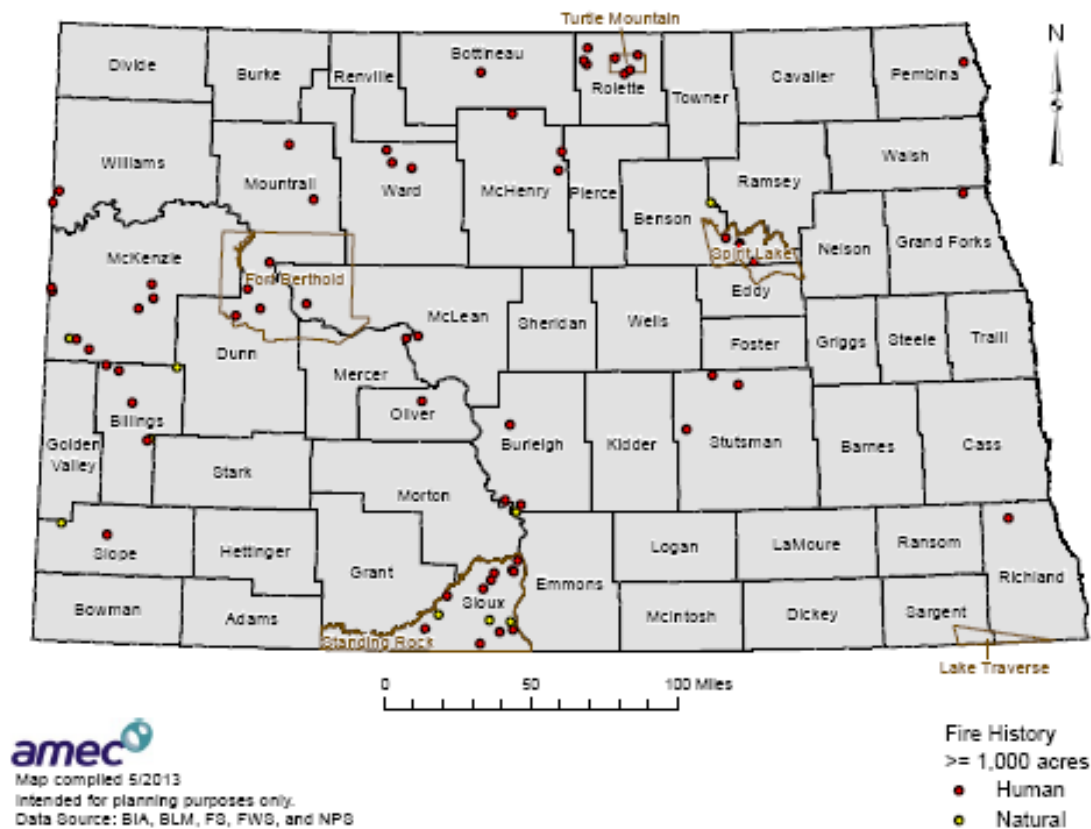 Turtle Mountain
N
Divide
Burke
Renville
Bottineau
Rolette
Towner
Cavalier
Pembina
Williams
Mountrail
Ward
McHenry
Pierce
Benson
Ramsey
Walsh
McKenzie
Fort Berthold
Spirit Lake
Nelson
Grand Forks
Dunn
McLean
Sheridan
Wells
Eddy
Foster
Griggs
Steele
Traill
Mercer
Oliver
Golden
Valley
Billings
Stark
Burleigh
Kidder
Stutsman
Barnes
Cass
Morton
Slope
Hettinger
Grant
Sioux
Emmons
Logan
LaMoure
Ransom
Richland
Bowman
Adams
Standing Rock
McIntosh
Dickey
Sargent
Lake Traverse
0 50 100 Miles
amec
Map compiled 5/2013
Intended for planning purposes only.
Data Source: BIA, BLM, FS, FWS, and NPS
Fire History
>= 1,000 acres
Human
Natural